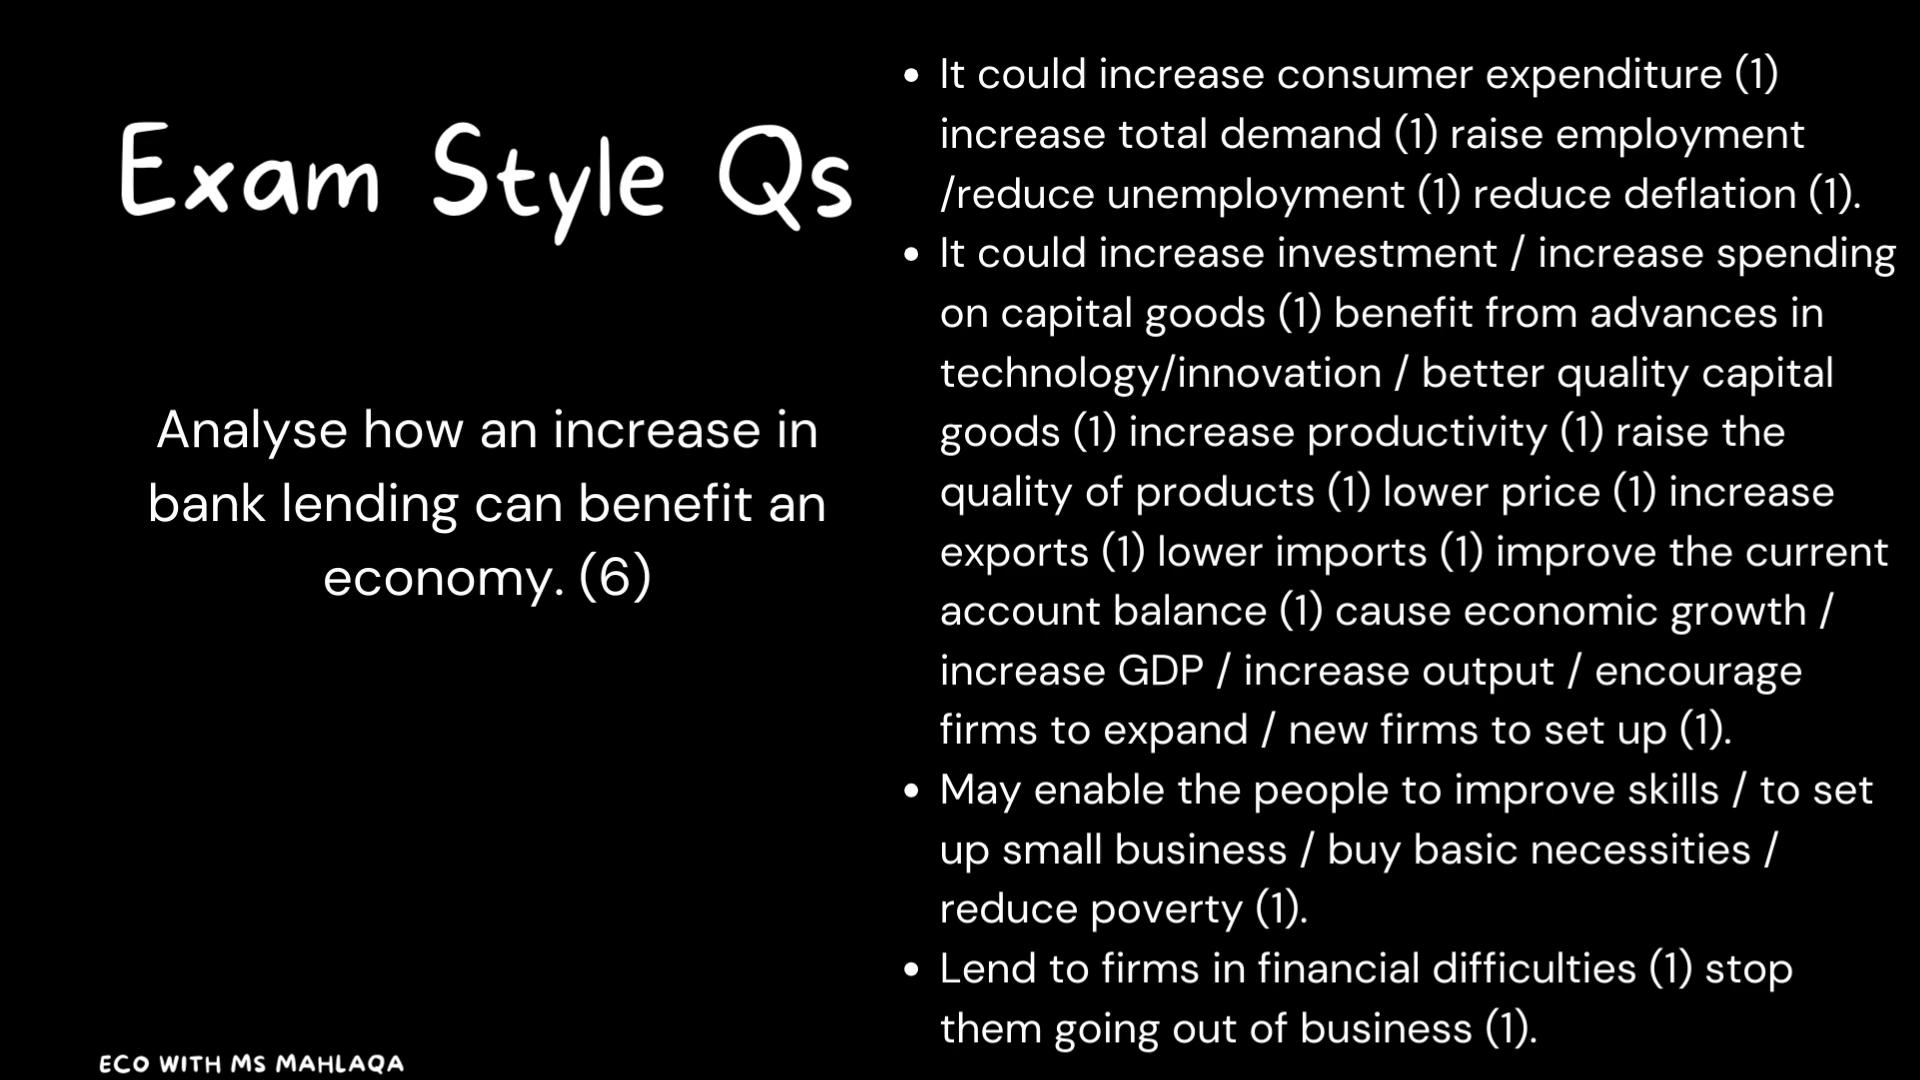 Exam Style Qs
Analyse how an increase in
bank lending can benefit an
economy. (6)
• It could increase consumer expenditure (1)
increase total demand (1) raise employment
/reduce unemployment (1) reduce deflation (1).
• It could increase investment / increase spending
on capital goods (1) benefit from advances in
technology/innovation / better quality capital
goods (1) increase productivity (1) raise the
quality of products (1) lower price (1) increase
exports (1) lower imports (1) improve the current
account balance (1) cause economic growth /
increase GDP / increase output / encourage
firms to expand / new firms to set up (1).
• May enable the people to improve skills / to set
up small business / buy basic necessities /
reduce poverty (1).
• Lend to firms in financial difficulties (1) stop
them going out of business (1).
ECO WITH MS MAHLAQA